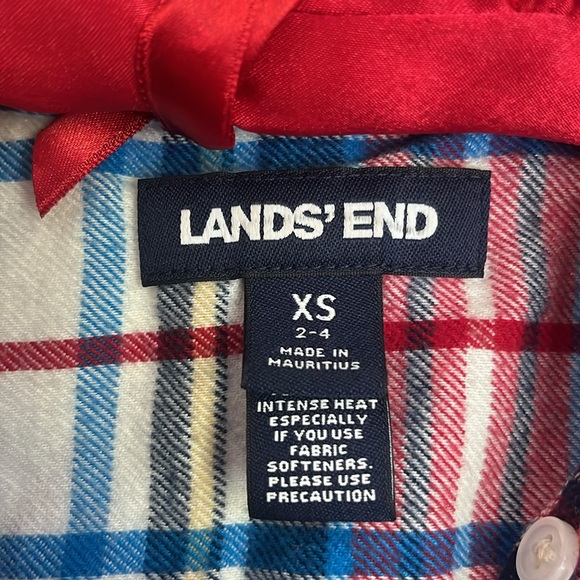 LANDS' END
XS
2-4
MADE IN
MAURITIUS
INTENSE HEAT
ESPECIALLY
IF YOU USE
FABRIC
SOFTENERS.
PLEASE USE
PRECAUTION